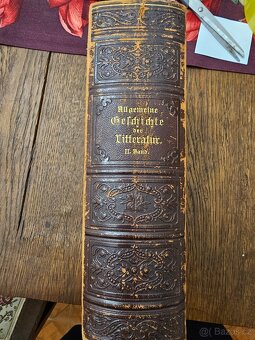 Allgemeine
Geschichte
der
Litteratur.
II. Band.